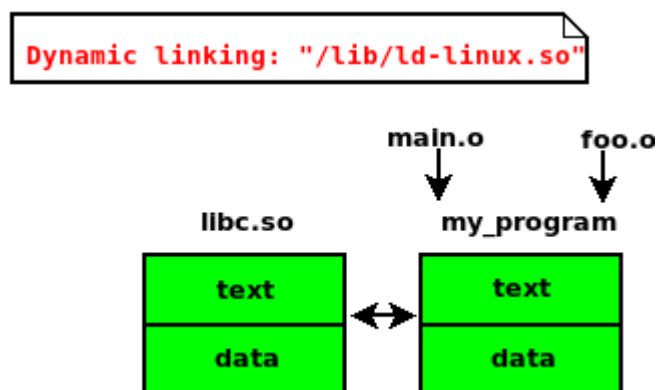 Dynamic linking: "/lib/ld-linux.so"
main.o foo.o
libc.so my_program
text text
data data